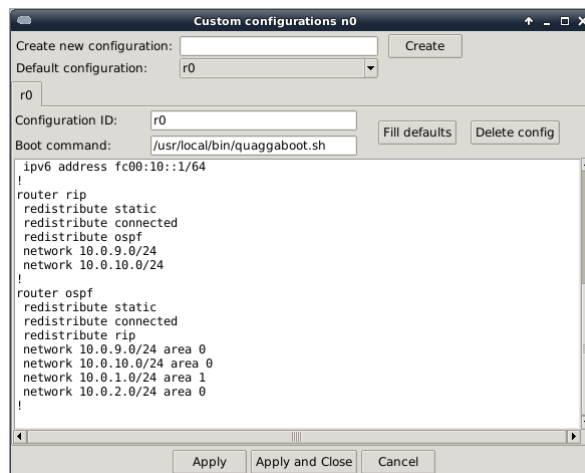 Custom configurations n0
Create new configuration: Create
Default configuration: r0
r0
Configuration ID: r0
Fill defaults Delete config
Boot command: /usr/local/bin/quaggaboot.sh
ipv6 address fc00:10::1/64
!
router rip
redistribute static
redistribute connected
redistribute ospf
network 10.0.9.0/24
network 10.0.10.0/24
!
router ospf
redistribute static
redistribute connected
redistribute rip
network 10.0.9.0/24 area 0
network 10.0.10.0/24 area 0
network 10.0.1.0/24 area 1
network 10.0.2.0/24 area 0
!
Apply Apply and Close Cancel